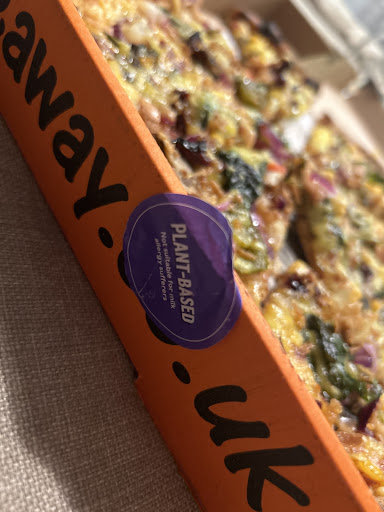 away.
.uk
PLANT-BASED
Not suitable for milk
allergy sufferers